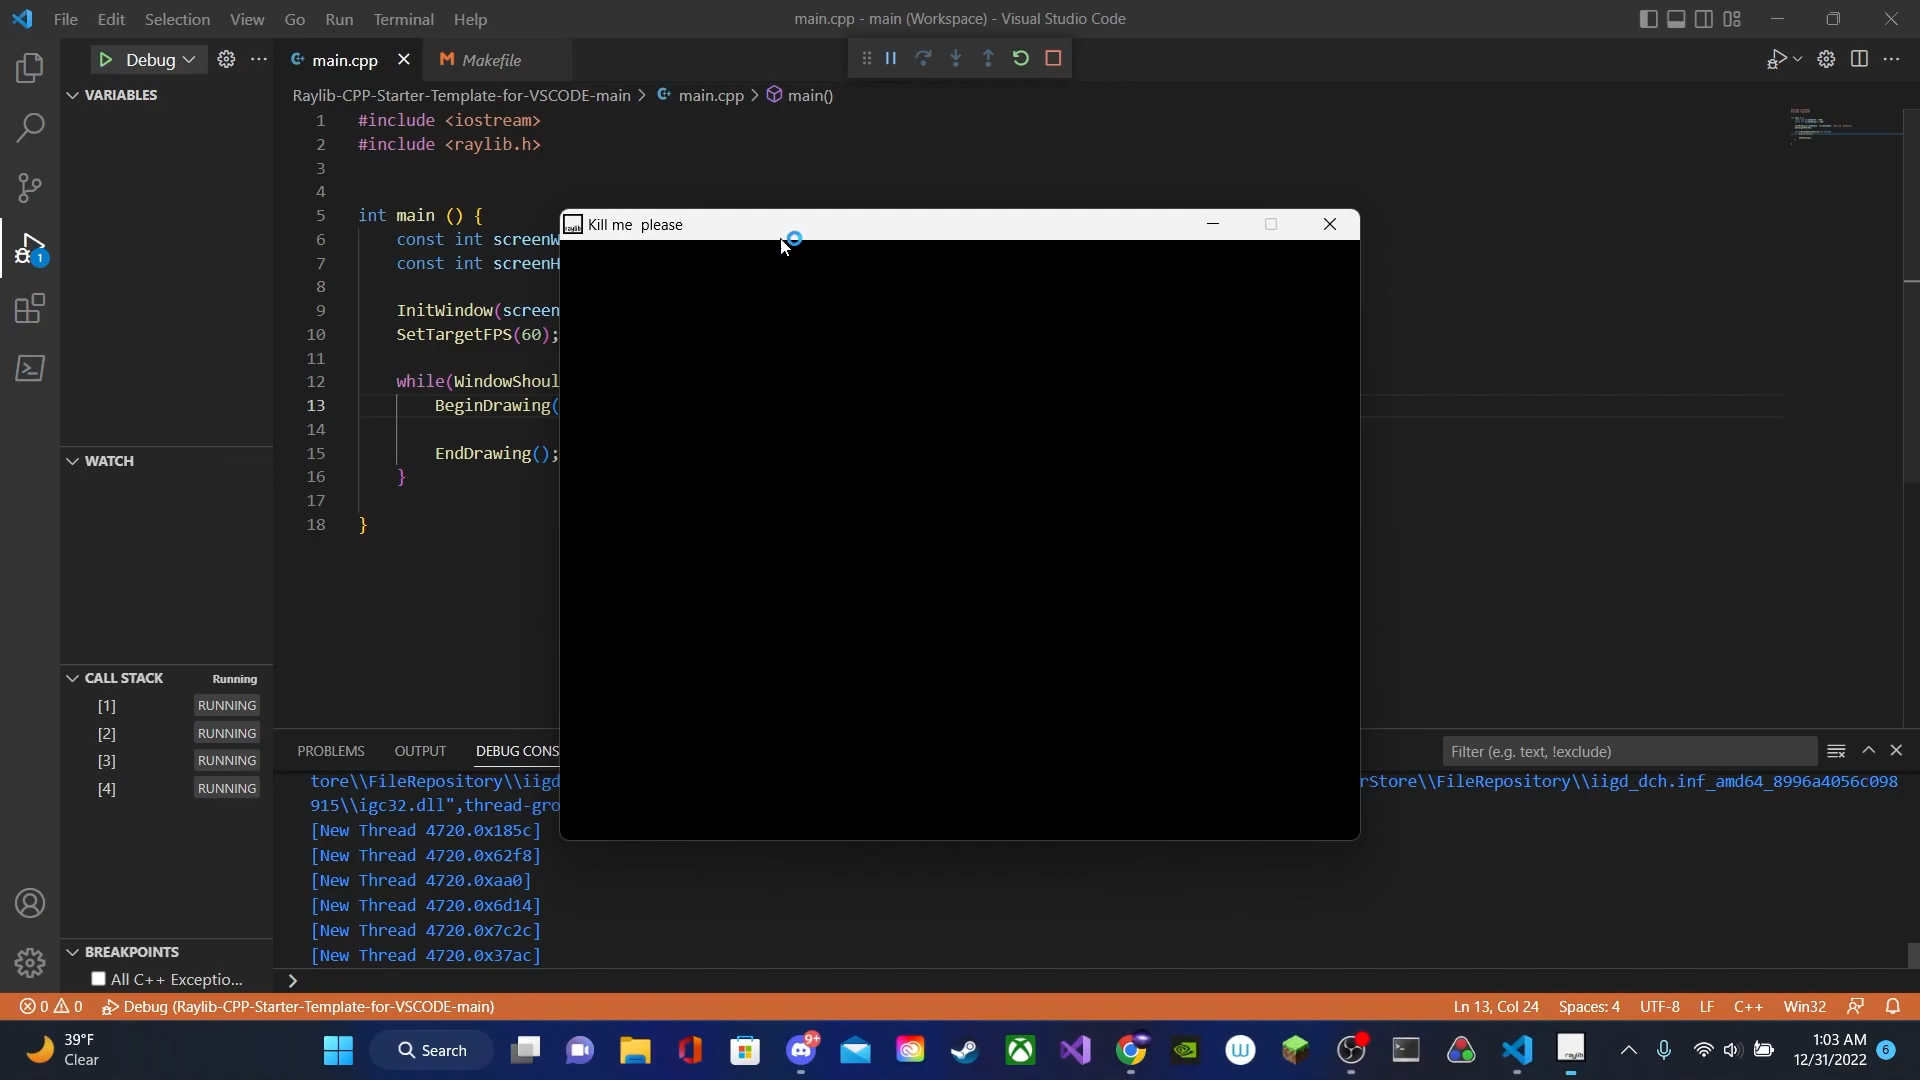 File Edit Selection View Go Run Terminal Help
main.cpp - main (Workspace) - Visual Studio Code
Debug
main.cpp
Makefile
Raylib-CPP-Starter-Template-for-VSCODE-main > main.cpp > main()
VARIABLES
1 #include <iostream>
2 #include <raylib.h>
3
4
5 int main () {
6 const int screenW
7 const int screenH
8
9 InitWindow(screen
10 SetTargetFPS(60);
11
12 while(WindowShoul
13 BeginDrawing(
14
15 EndDrawing();
16 }
17
18 }
raylib
Kill me  please
1
WATCH
CALL STACK Running
[1] RUNNING
[2] RUNNING
[3] RUNNING
[4] RUNNING
BREAKPOINTS
All C++ Exceptio...
PROBLEMS OUTPUT DEBUG CONS
Filter (e.g. text, !exclude)
tore\\FileRepository\\iigd rStore\\FileRepository\\iigd_dch.inf_amd64_8996a4056c098
915\\igc32.dll",thread-gro
[New Thread 4720.0x185c]
[New Thread 4720.0x62f8]
[New Thread 4720.0xaa0]
[New Thread 4720.0x6d14]
[New Thread 4720.0x7c2c]
[New Thread 4720.0x37ac]
0 0 Debug (Raylib-CPP-Starter-Template-for-VSCODE-main)
Ln 13, Col 24 Spaces: 4 UTF-8 LF C++ Win32
39°F
Clear
Search
9+
raylib
1:03 AM
12/31/2022
6